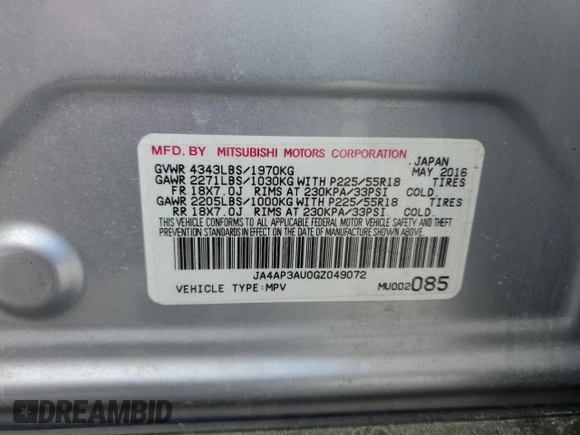 MFD. BY MITSUBISHI MOTORS CORPORATION
JAPAN
GVWR 4343LBS/1970KG MAY 2016
GAWR 2271LBS/1030KG WITH P225/55R18 TIRES
FR 18X7.0J RIMS AT 230KPA/33PSI COLD.
GAWR 2205LBS/1000KG WITH P225/55R18 TIRES
RR 18X7.0J RIMS AT 230KPA/33PSI COLD.
THIS VEHICLE CONFORMS TO ALL APPLICABLE FEDERAL MOTOR VEHICLE SAFETY AND THEFT
PREVENTION STANDARDS IN EFFECT ON THE DATE OF MANUFACTURE SHOWN ABOVE.
JA4AP3AU0GZ049072
VEHICLE TYPE:MPV MU002085
DREAMBID